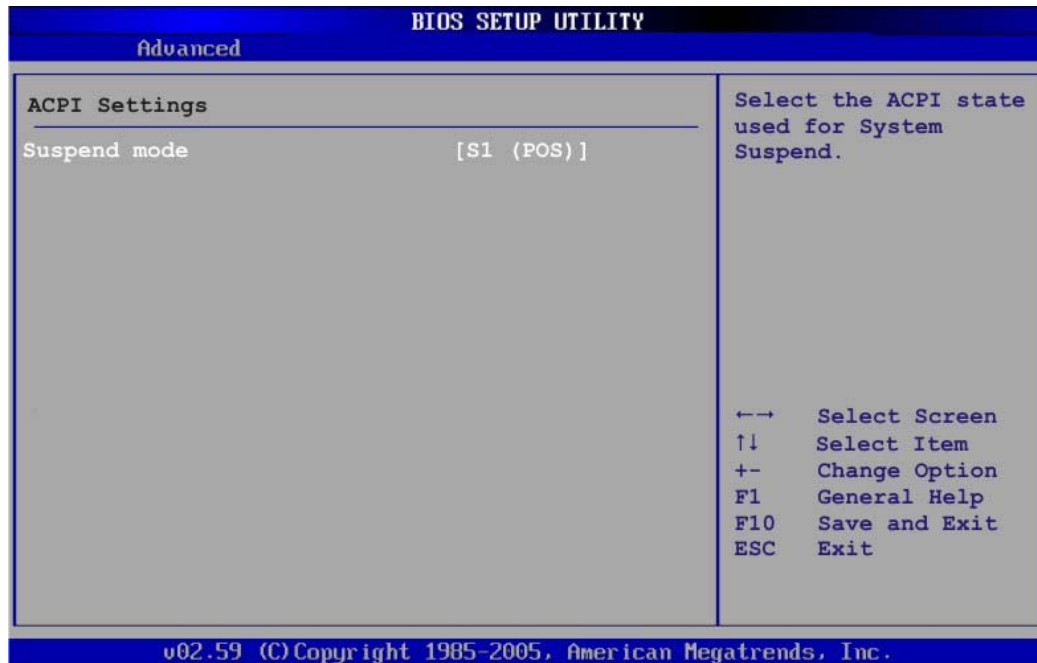 BIOS SETUP UTILITY
Advanced
ACPI Settings
Suspend mode [S1 (POS)]
Select the ACPI state
used for System
Suspend.
←→ Select Screen
↑↓ Select Item
+- Change Option
F1 General Help
F10 Save and Exit
ESC Exit
v02.59 (C)Copyright 1985-2005, American Megatrends, Inc.